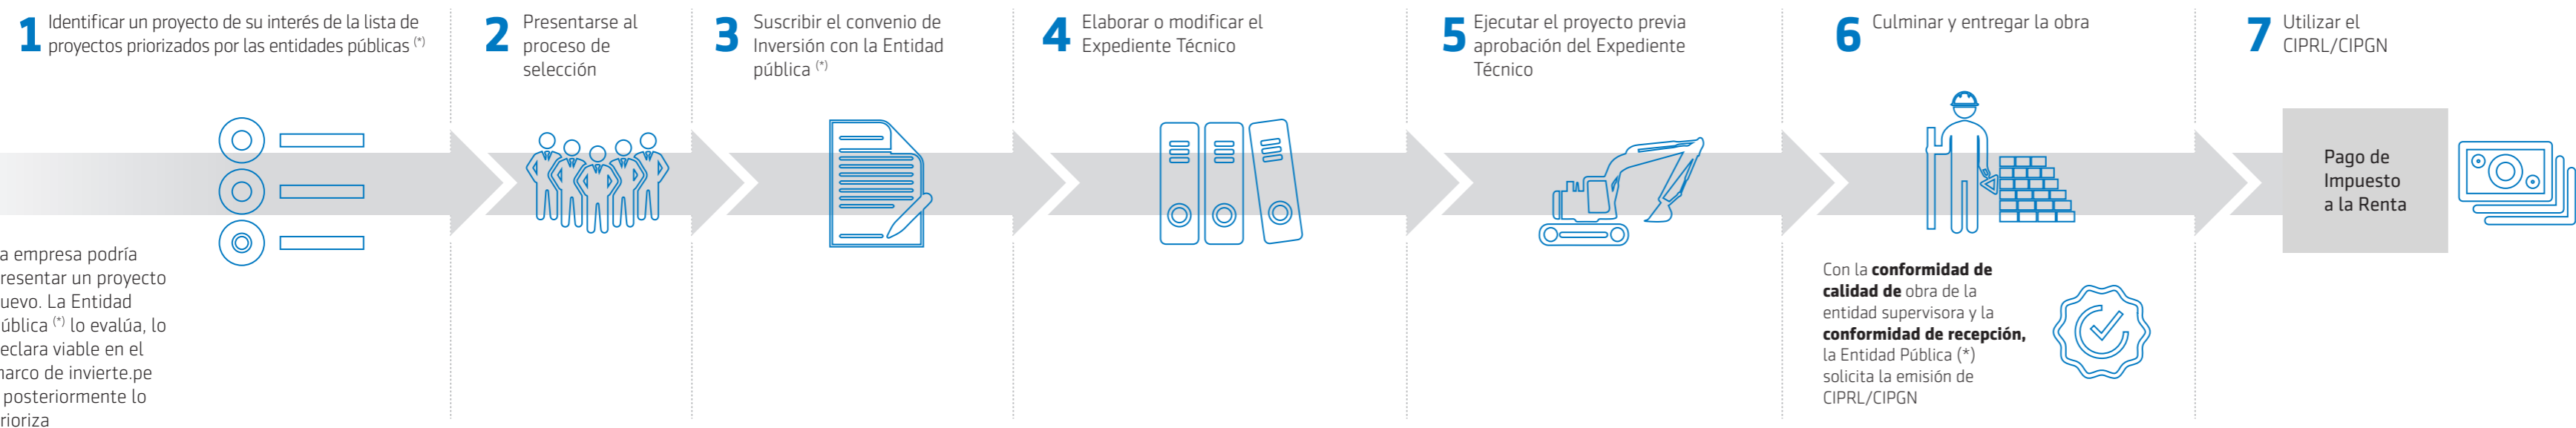 1 Identificar un proyecto de su interés de la lista de
proyectos priorizados por las entidades públicas (*)
a empresa podría
resentar un proyecto
uevo. La Entidad
ública (*) lo evalúa, lo
eclara viable en el
arco de invierte.pe
posteriormente lo
rioriza
2 Presentarse al
proceso de
selección
3 Suscribir el convenio de
Inversión con la Entidad
pública (*)
4 Elaborar o modificar el
Expediente Técnico
5 Ejecutar el proyecto previa
aprobación del Expediente
Técnico
6 Culminar y entregar la obra
Con la conformidad de
calidad de obra de la
entidad supervisora y la
conformidad de recepción,
la Entidad Pública (*)
solicita la emisión de
CIPRL/CIPGN
7 Utilizar el
CIPRL/CIPGN
Pago de
Impuesto
a la Renta